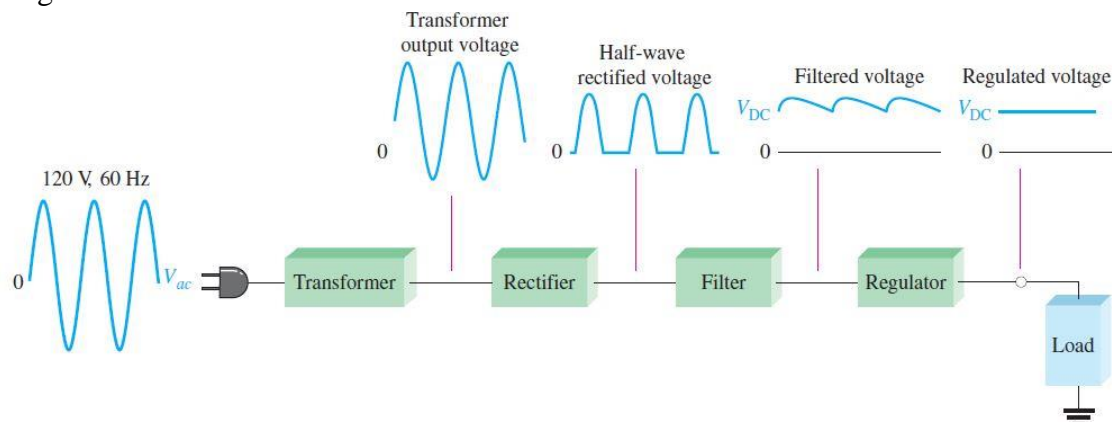 Transformer
output voltage
Half-wave
rectified voltage
Filtered voltage
Regulated voltage
V_DC
V_DC
0
0
0
0
120 V, 60 Hz
0
V_ac
Transformer
Rectifier
Filter
Regulator
Load